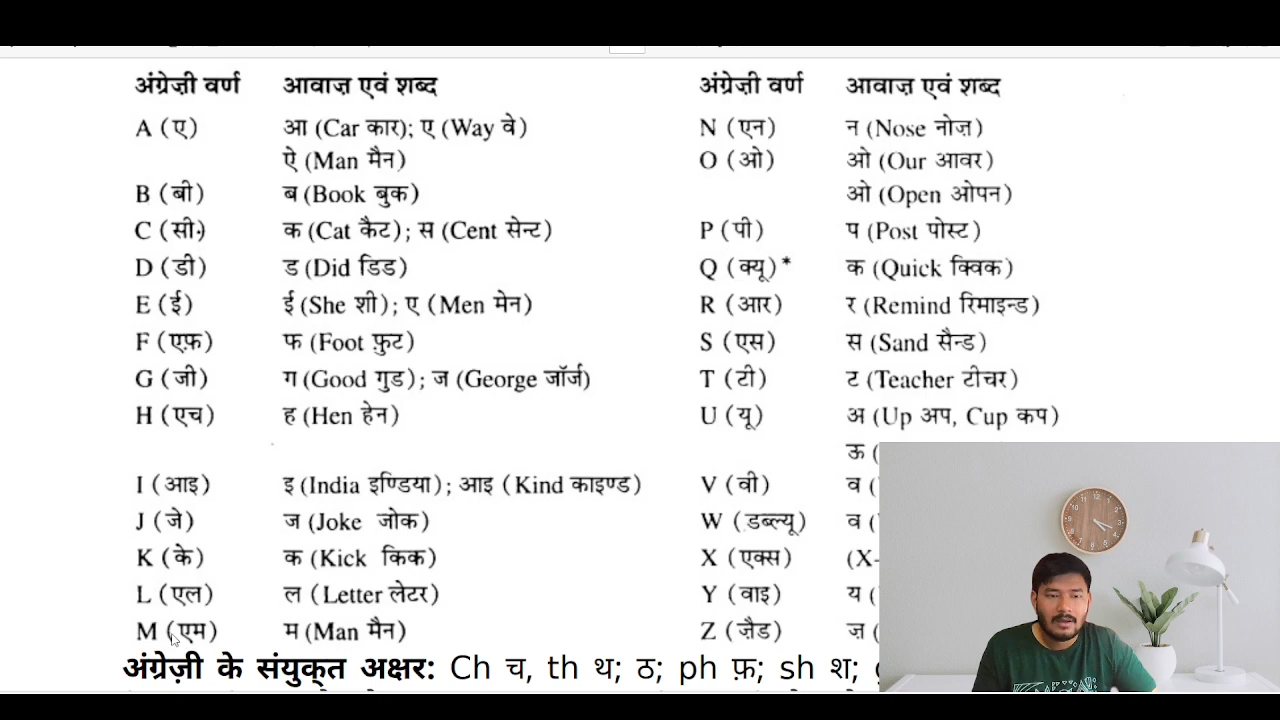 अंग्रेज़ी वर्ण आवाज़ एवं शब्द
A (ए) आ (Car कार); ए (Way वे)
ऐ (Man मैन)
B (बी) ब (Book बुक)
C (सी) क (Cat कैट); स (Cent सेन्ट)
D (डी) ड (Did डिड)
E (ई) ई (She शी); ए (Men मेन)
F (एफ़) फ (Foot फ़ुट)
G (जी) ग (Good गुड); ज (George जॉर्ज)
H (एच) ह (Hen हेन)
I (आइ) इ (India इण्डिया); आइ (Kind काइण्ड)
J (जे) ज (Joke जोक)
K (के) क (Kick किक)
L (एल) ल (Letter लेटर)
M (एम) म (Man मैन)
अंग्रेज़ी वर्ण आवाज़ एवं शब्द
N (एन) न (Nose नोज़)
O (ओ) ओ (Our आवर)
ओ (Open ओपन)
P (पी) प (Post पोस्ट)
Q (क्यू)* क (Quick क्विक)
R (आर) र (Remind रिमाइन्ड)
S (एस) स (Sand सैन्ड)
T (टी) ट (Teacher टीचर)
U (यू) अ (Up अप, Cup कप)
ऊ (
V (वी) व (
W (डब्ल्यू) व (
X (एक्स) (X-
Y (वाइ) य (
Z (ज़ैड) ज़ (
अंग्रेज़ी के संयुक्त अक्षर: Ch च, th थ; ठ; ph फ़; sh श;